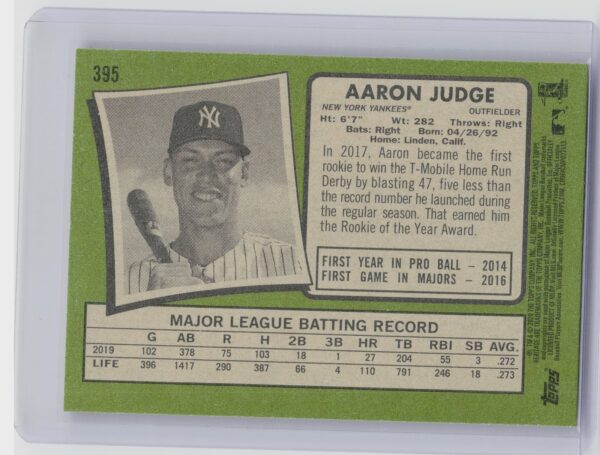 395
NY
AARON JUDGE
NEW YORK YANKEES® OUTFIELDER
Ht: 6'7" Wt: 282 Throws: Right
Bats: Right Born: 04/26/92
Home: Linden, Calif.
In 2017, Aaron became the first
rookie to win the T-Mobile Home Run
Derby by blasting 47, five less than
the record number he launched during
the regular season. That earned him
the Rookie of the Year Award.
FIRST YEAR IN PRO BALL — 2014
FIRST GAME IN MAJORS — 2016
MAJOR LEAGUE BATTING RECORD
G AB R H 2B 3B HR TB RBI SB AVG.
2019 102 378 75 103 18 1 27 204 55 3 .272
LIFE 396 1417 290 387 66 4 110 791 246 18 .273
Topps